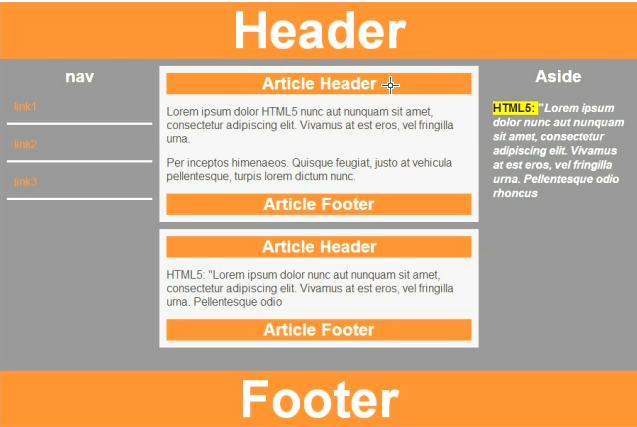 Header
nav
link1
link2
link3
Article Header
Lorem ipsum dolor HTML5 nunc aut nunquam sit amet,
consectetur adipiscing elit. Vivamus at est eros, vel fringilla
urna.
Per inceptos himenaeos. Quisque feugiat, justo at vehicula
pellentesque, turpis lorem dictum nunc.
Article Footer
Article Header
HTML5: "Lorem ipsum dolor nunc aut nunquam sit amet,
consectetur adipiscing elit. Vivamus at est eros, vel fringilla
urna. Pellentesque odio
Article Footer
Aside
HTML5: "Lorem ipsum
dolor nunc aut nunquam
sit amet, consectetur
adipiscing elit. Vivamus
at est eros, vel fringilla
urna. Pellentesque odio
rhoncus
Footer